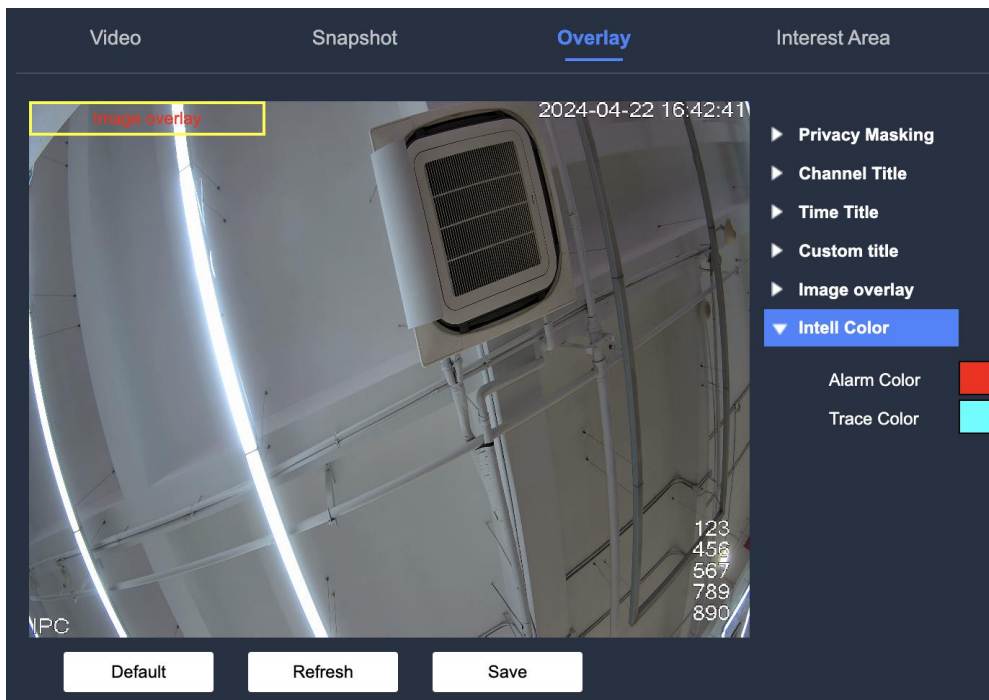 Video Snapshot Overlay Interest Area
Image overlay
2024-04-22 16:42:41
Privacy Masking
Channel Title
Time Title
Custom title
Image overlay
Intell Color
Alarm Color
Trace Color
123
456
567
789
890
IPC
Default Refresh Save